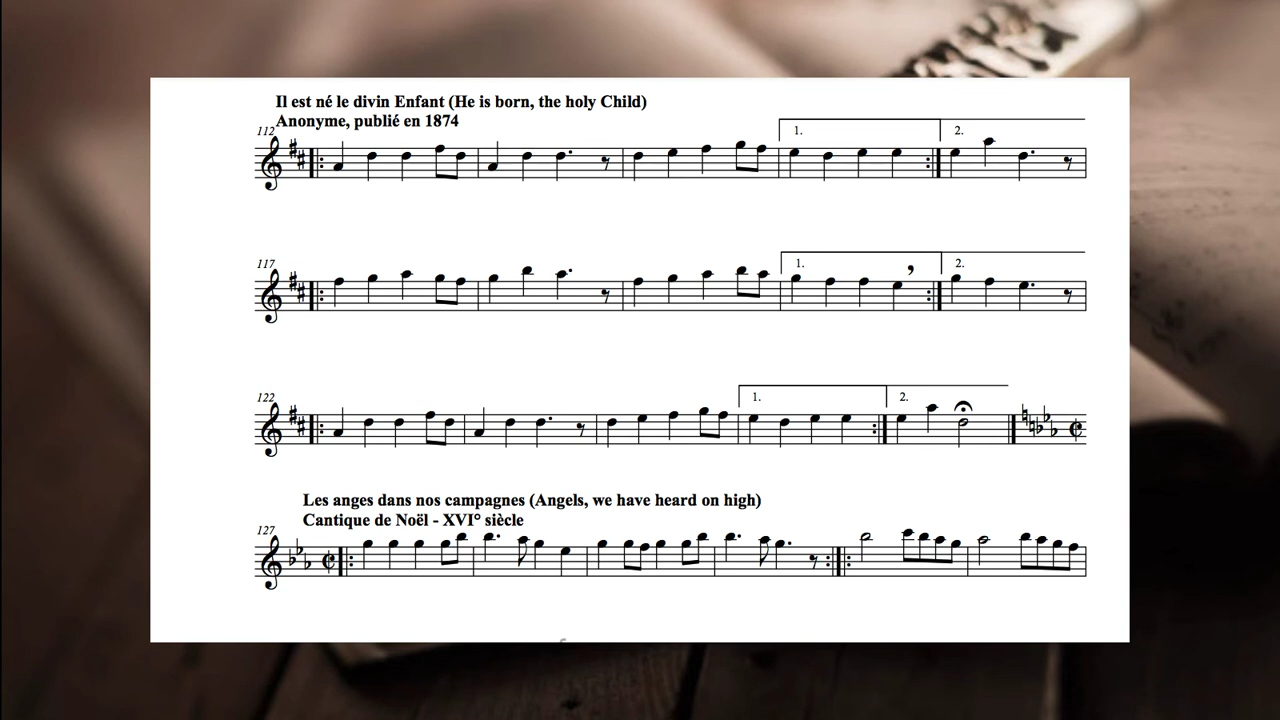 Il est né le divin Enfant (He is born, the holy Child)
Anonyme, publié en 1874
112
1.
2.
117
1.
2.
122
1.
2.
Les anges dans nos campagnes (Angels, we have heard on high)
Cantique de Noël - XVI° siècle
127